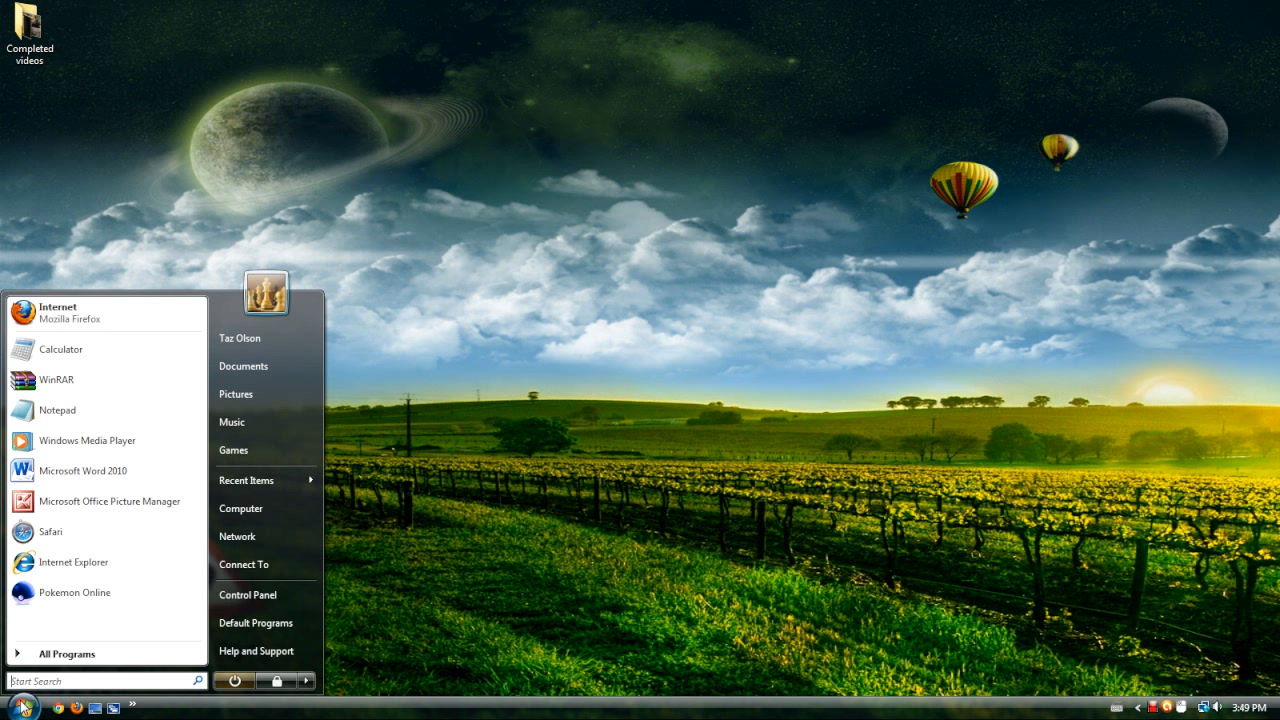 Completed
videos
Internet
Mozilla Firefox
Calculator
WinRAR
Notepad
Windows Media Player
Microsoft Word 2010
Microsoft Office Picture Manager
Safari
Internet Explorer
Pokemon Online
All Programs
Start Search
Taz Olson
Documents
Pictures
Music
Games
Recent Items
Computer
Network
Connect To
Control Panel
Default Programs
Help and Support
3:49 PM